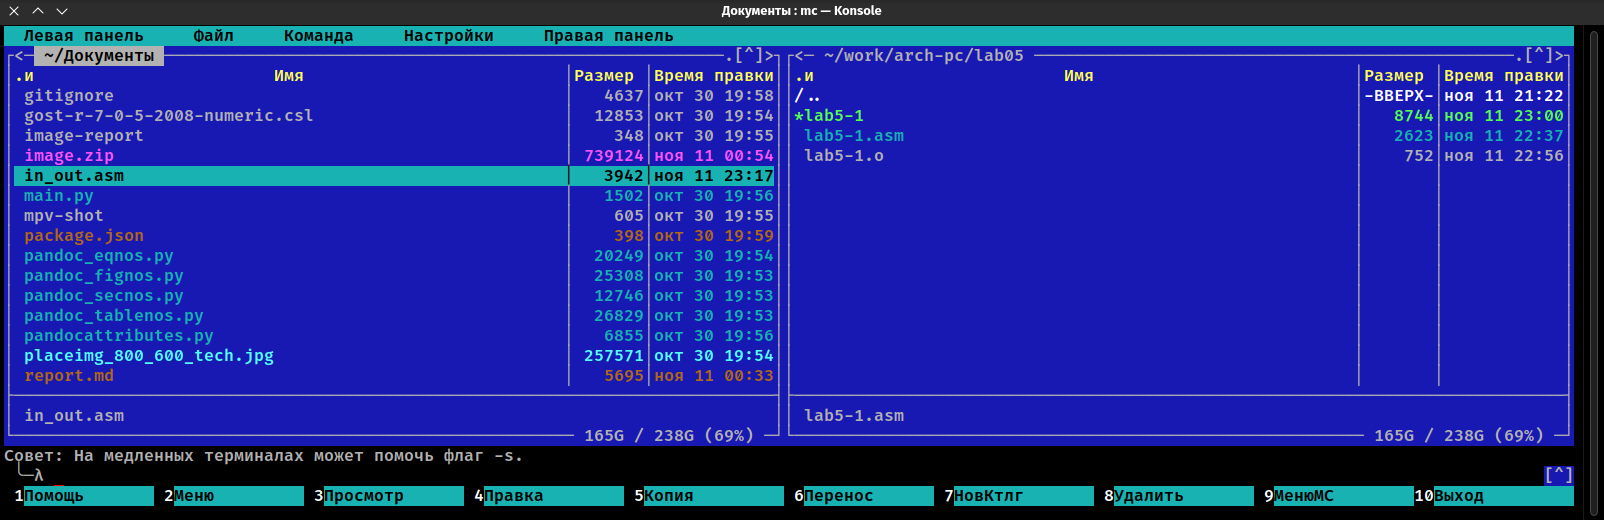 Документы : mc — Konsole
Левая панель Файл Команда Настройки Правая панель
<─ ~/Документы .[^]> <─ ~/work/arch-pc/lab05 .[^]>
.и Имя Размер Время правки .и Имя Размер Время правки
gitignore 4637 окт 30 19:58 /.. -ВВЕРХ- ноя 11 21:22
gost-r-7-0-5-2008-numeric.csl 12853 окт 30 19:54 *lab5-1 8744 ноя 11 23:00
image-report 348 окт 30 19:55 lab5-1.asm 2623 ноя 11 22:37
image.zip 739124 ноя 11 00:54 lab5-1.o 752 ноя 11 22:56
in_out.asm 3942 ноя 11 23:17
main.py 1502 окт 30 19:56
mpv-shot 605 окт 30 19:55
package.json 398 окт 30 19:59
pandoc_eqnos.py 20249 окт 30 19:54
pandoc_fignos.py 25308 окт 30 19:53
pandoc_secnos.py 12746 окт 30 19:53
pandoc_tablenos.py 26829 окт 30 19:53
pandocattributes.py 6855 окт 30 19:56
placeimg_800_600_tech.jpg 257571 окт 30 19:54
report.md 5695 ноя 11 00:33
in_out.asm lab5-1.asm
165G / 238G (69%) 165G / 238G (69%)
Совет: На медленных терминалах может помочь флаг -s.
╰─λ _ [^]
1Помощь 2Меню 3Просмотр 4Правка 5Копия 6Перенос 7НовКтлг 8Удалить 9МенюMC 10Выход